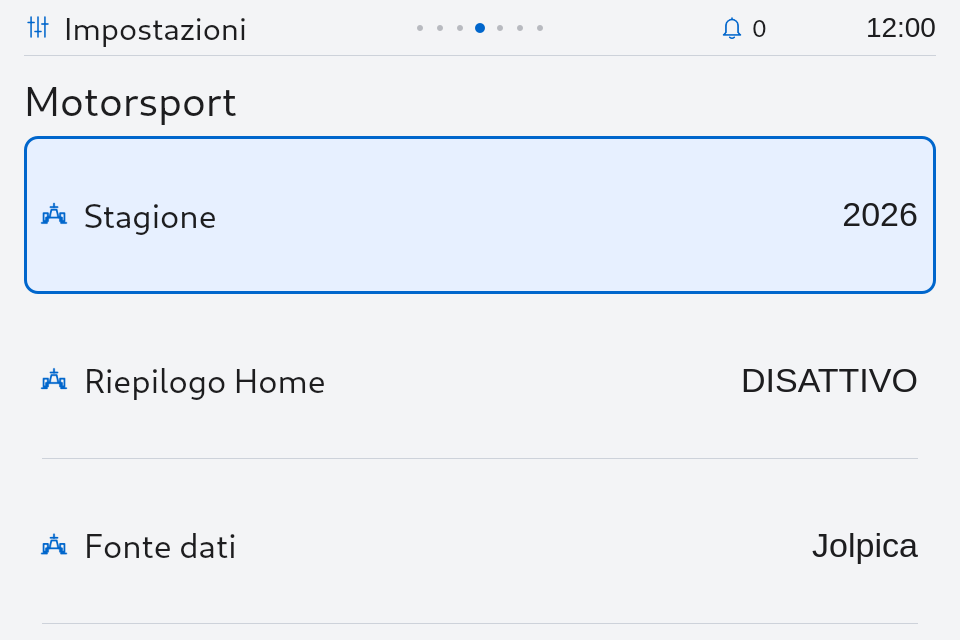 Impostazioni
0
12:00
Motorsport
Stagione
2026
Riepilogo Home
DISATTIVO
Fonte dati
Jolpica